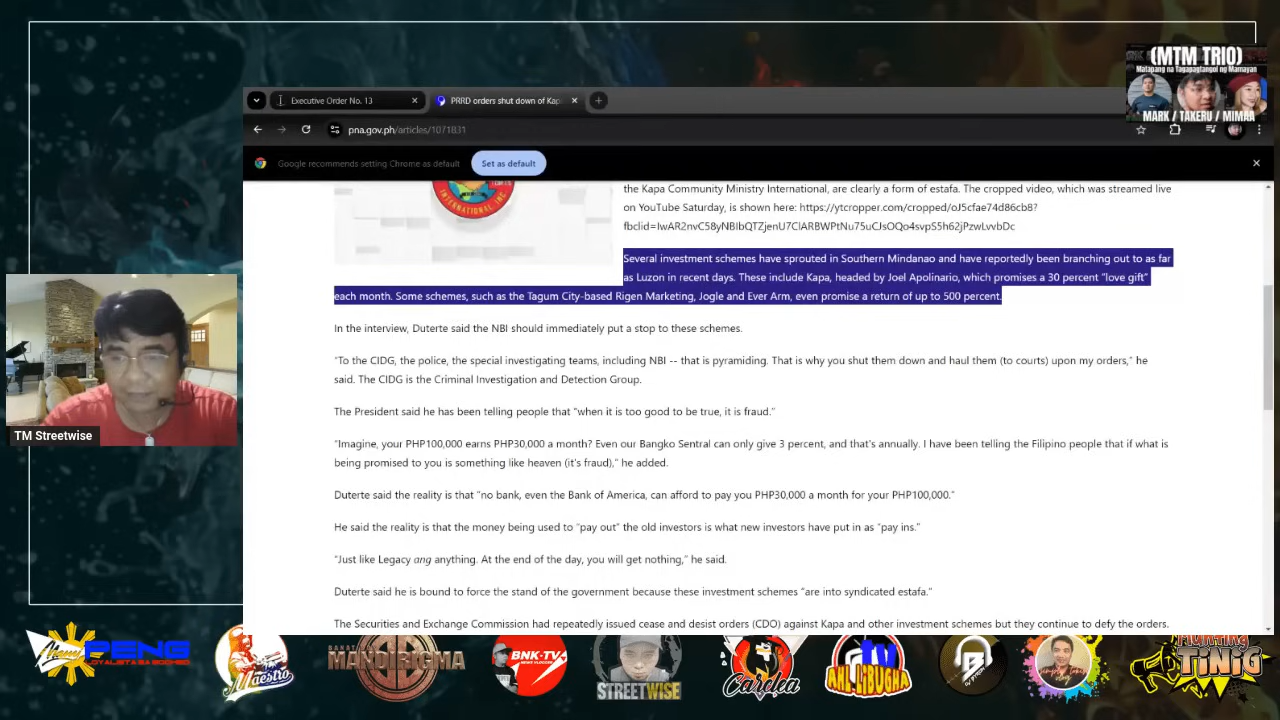 (MTM TRIO)
Matapang na Tagapagtangol ng Mamayan
MARK / TAKERU / MIMAA
Executive Order No. 13
PRRD orders shut down of Kap
pna.gov.ph/articles/1071831
Google recommends setting Chrome as default
Set as default
INTERNATIONAL INC
the Kapa Community Ministry International, are clearly a form of estafa. The cropped video, which was streamed live
on YouTube Saturday, is shown here: https://ytcropper.com/cropped/oJ5cfae74d86cb8?
fbclid=IwAR2nvC58yNBIbQTZjenU7ClARBWPtNu75uCJsOQo4svpS5h62jPzwLvvbDc
Several investment schemes have sprouted in Southern Mindanao and have reportedly been branching out to as far
as Luzon in recent days. These include Kapa, headed by Joel Apolinario, which promises a 30 percent “love gift”
each month. Some schemes, such as the Tagum City-based Rigen Marketing, Jogle and Ever Arm, even promise a return of up to 500 percent.
In the interview, Duterte said the NBI should immediately put a stop to these schemes.
“To the CIDG, the police, the special investigating teams, including NBI -- that is pyramiding. That is why you shut them down and haul them (to courts) upon my orders,” he
said. The CIDG is the Criminal Investigation and Detection Group.
The President said he has been telling people that “when it is too good to be true, it is fraud.”
“Imagine, your PHP100,000 earns PHP30,000 a month? Even our Bangko Sentral can only give 3 percent, and that's annually. I have been telling the Filipino people that if what is
being promised to you is something like heaven (it's fraud),” he added.
Duterte said the reality is that “no bank, even the Bank of America, can afford to pay you PHP30,000 a month for your PHP100,000.”
He said the reality is that the money being used to “pay out” the old investors is what new investors have put in as “pay ins.”
“Just like Legacy ang anything. At the end of the day, you will get nothing,” he said.
Duterte said he is bound to force the stand of the government because these investment schemes “are into syndicated estafa.”
The Securities and Exchange Commission had repeatedly issued cease and desist orders (CDO) against Kapa and other investment schemes but they continue to defy the orders.
TM Streetwise
PENG
Maestro
MANDIRIGMA
BNK-TV
STREETWISE
Careka
tv
AHL LIBUGHA
B
TINIG